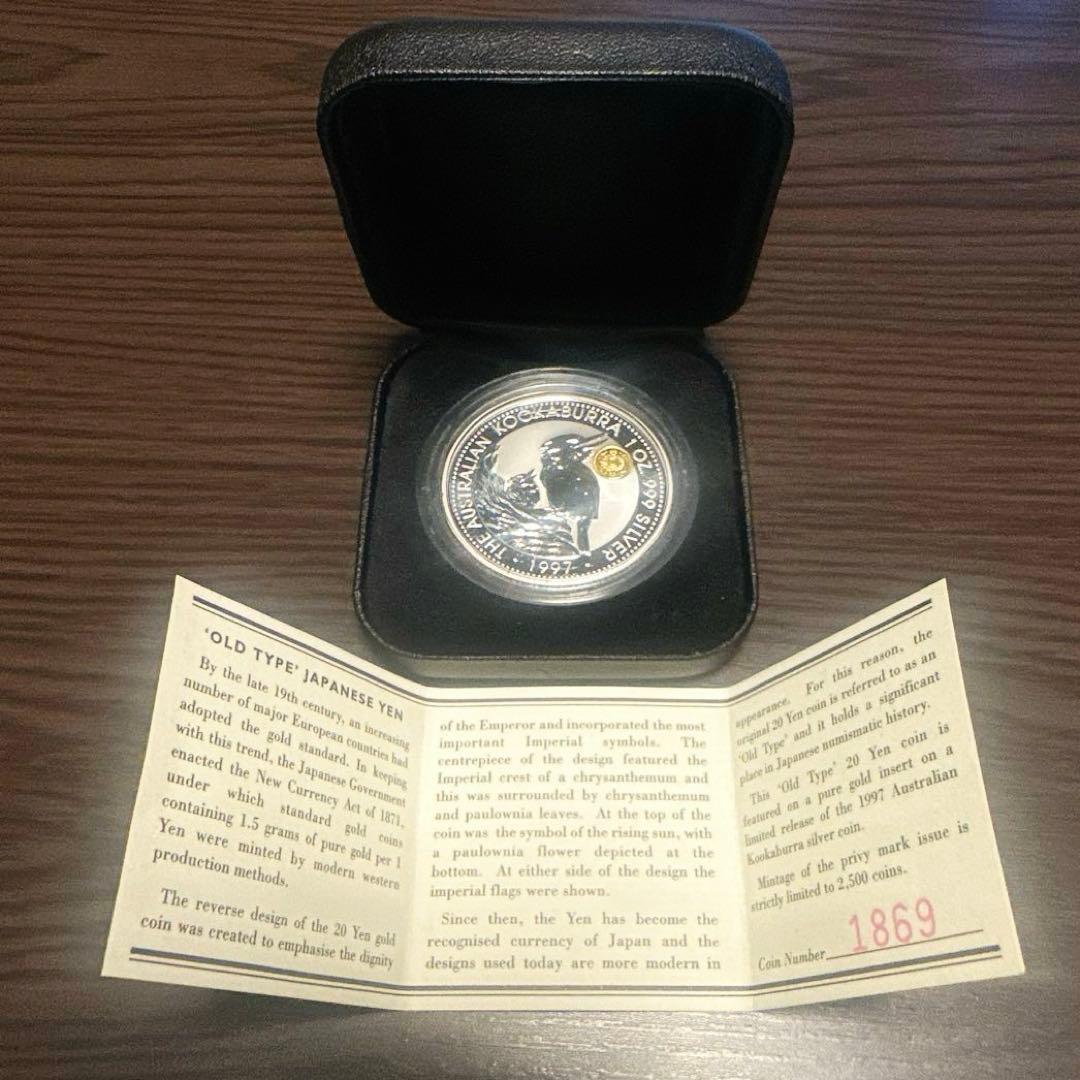 THE AUSTRALIAN KOOKABURRA 1 OZ 999 SILVER
· 1997 ·
'OLD TYPE' JAPANESE YEN
By the late 19th century, an increasing
number of major European countries had
adopted the gold standard. In keeping
with this trend, the Japanese Government
enacted the New Currency Act of 1871,
under which standard gold coins
containing 1.5 grams of pure gold per 1
Yen were minted by modern western
production methods.
The reverse design of the 20 Yen gold
coin was created to emphasise the dignity
of the Emperor and incorporated the most
important Imperial symbols. The
centrepiece of the design featured the
Imperial crest of a chrysanthemum and
this was surrounded by chrysanthemum
and paulownia leaves. At the top of the
coin was the symbol of the rising sun, with
a paulownia flower depicted at the
bottom. At either side of the design the
imperial flags were shown.
Since then, the Yen has become the
recognised currency of Japan and the
designs used today are more modern in
appearance. For this reason, the
original 20 Yen coin is referred to as an
'Old Type' and it holds a significant
place in Japanese numismatic history.
This 'Old Type' 20 Yen coin is
featured on a pure gold insert on a
limited release of the 1997 Australian
Kookaburra silver coin.
Mintage of the privy mark issue is
strictly limited to 2,500 coins.
Coin Number 1869